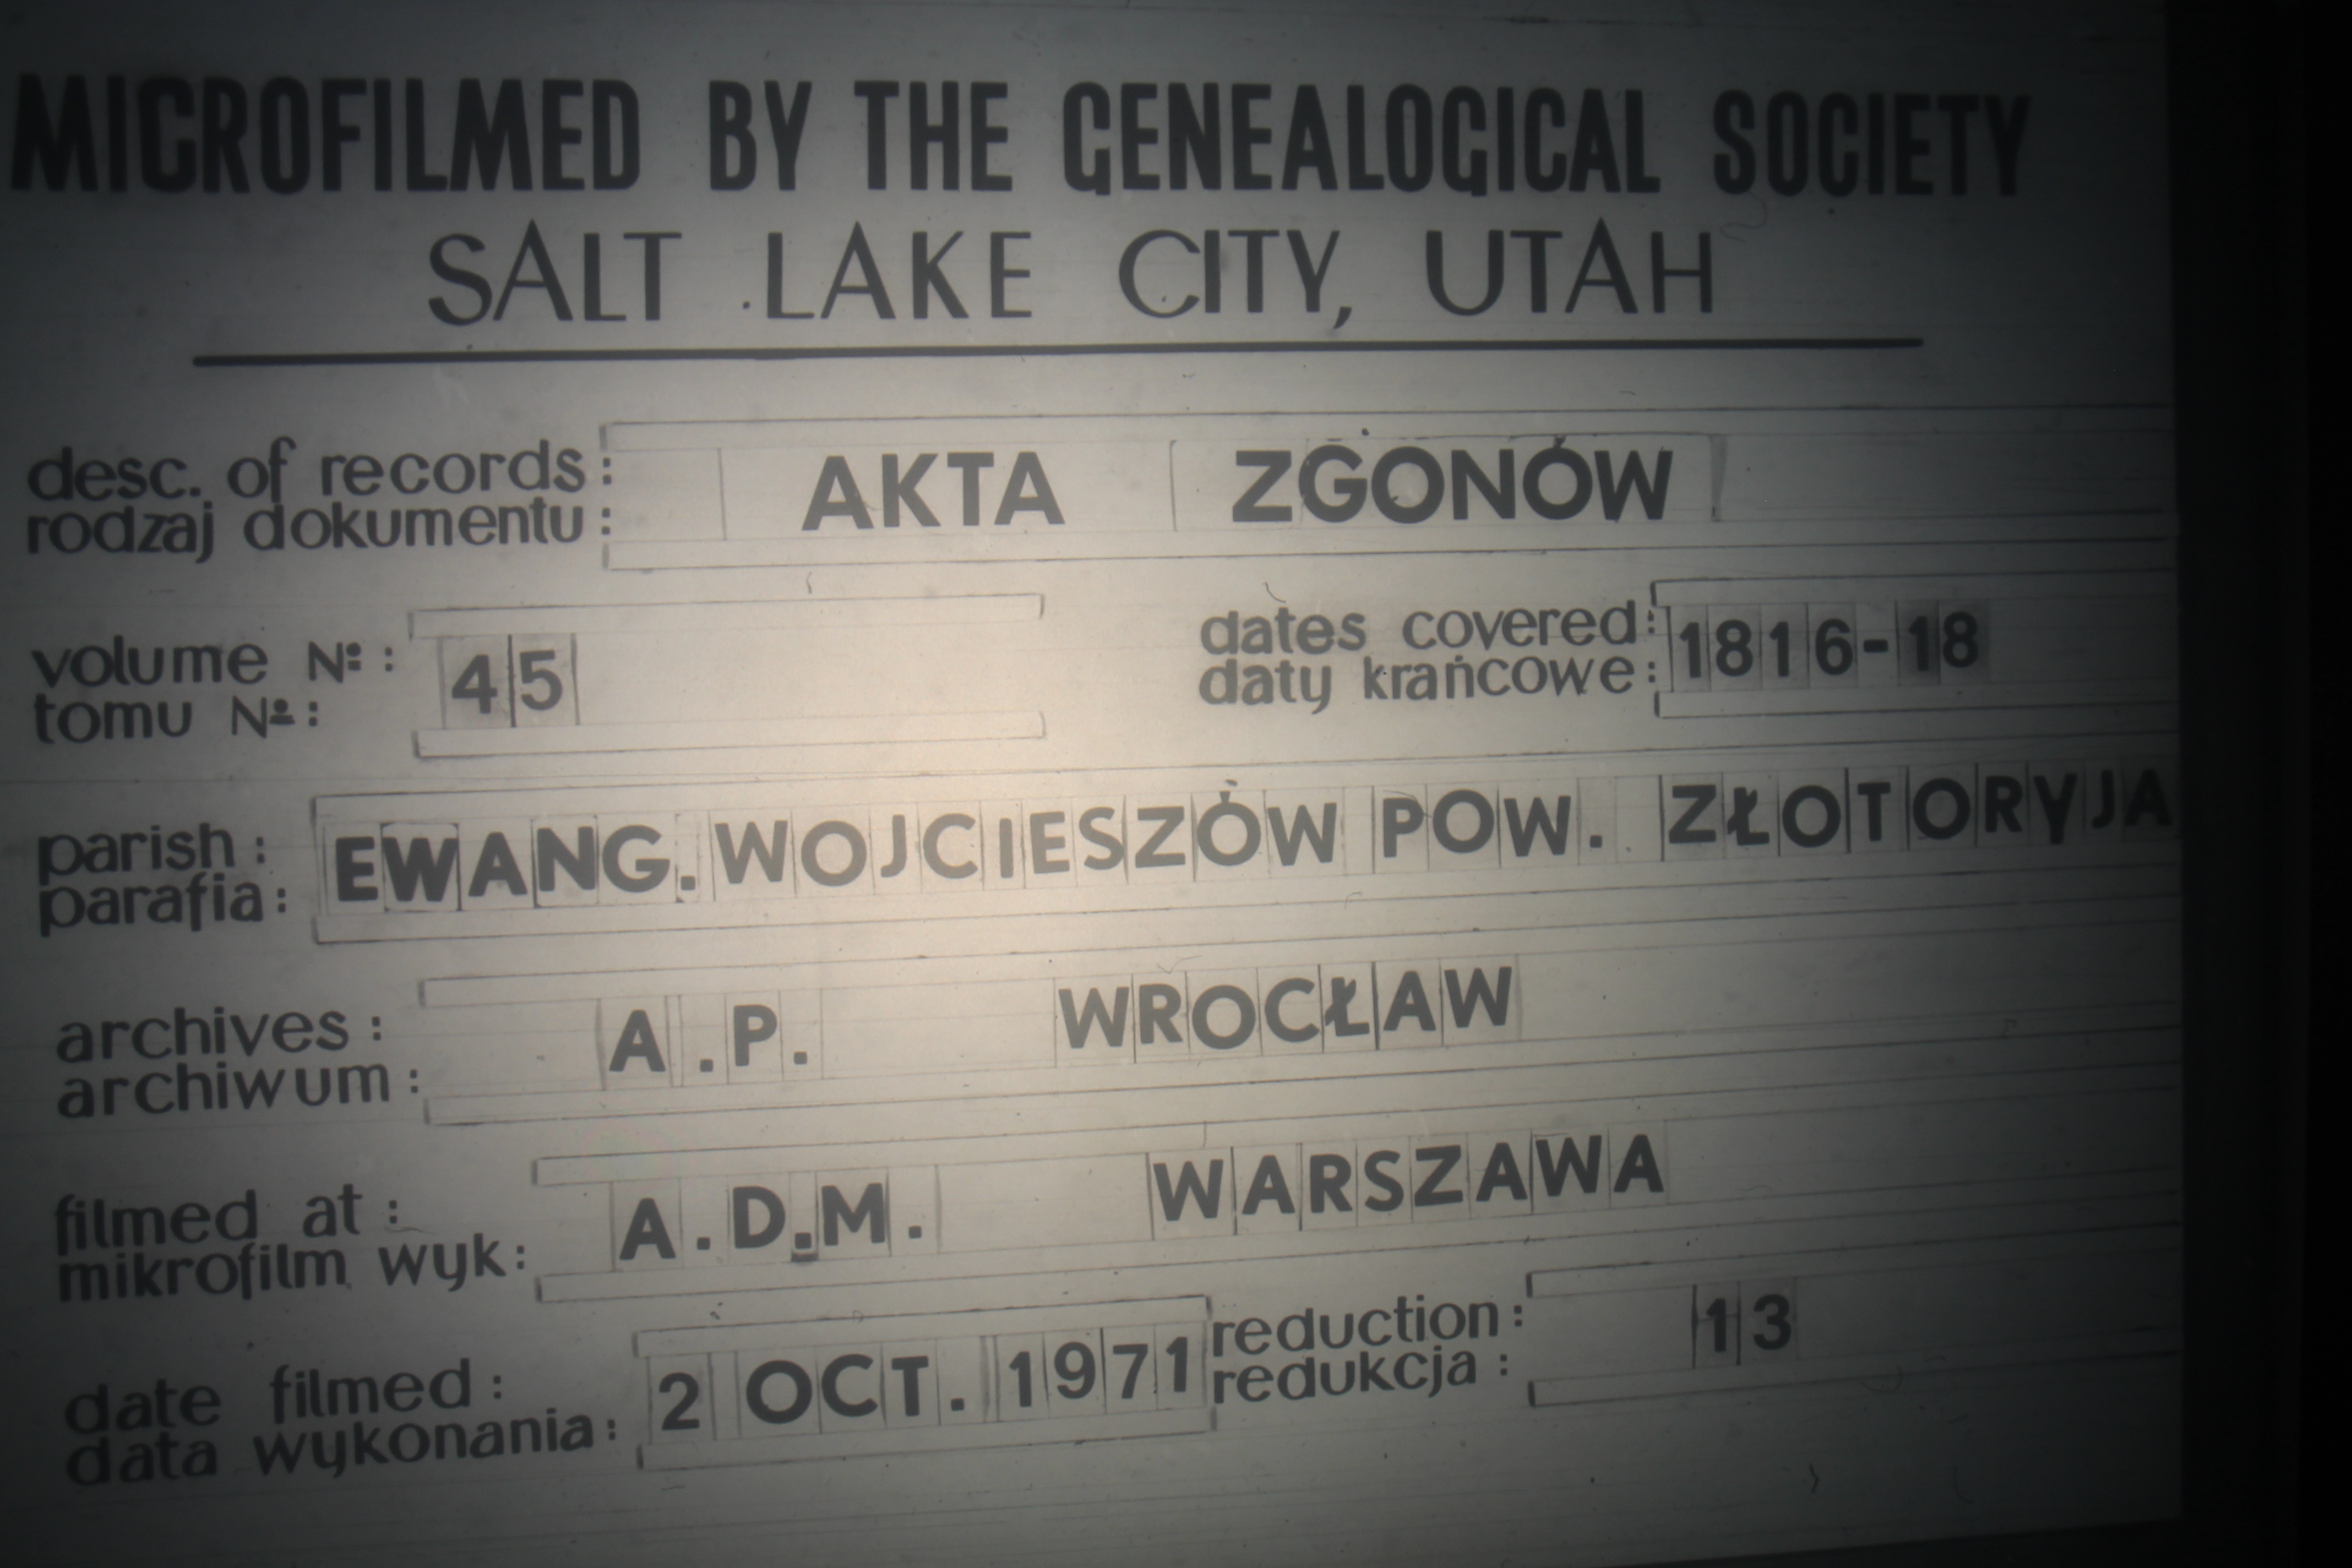 MICROFILMED BY THE GENEALOGICAL SOCIETY
SALT LAKE CITY, UTAH
desc. of records: AKTA ZGONÓW
rodzaj dokumentu:
volume Nº: 45
tomu Nº:
dates covered: 1816-18
daty krańcowe:
parish: EWANG. WOJCIESZÓW POW. ZŁOTORYJA
parafia:
archives: A.P. WROCŁAW
archiwum:
filmed at: A.D.M. WARSZAWA
mikrofilm wyk:
date filmed: 2 OCT. 1971
data wykonania:
reduction: 13
redukcja: